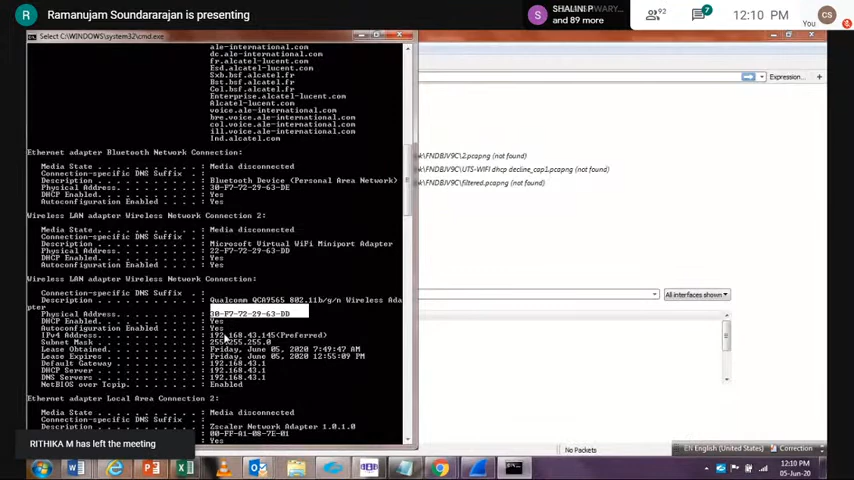 Ramanujam Soundararajan is presenting
and 89 more
92
7
12:10 PM
CS
You
Select C:\WINDOWS\system32\cmd.exe
ale-international.com
dc.ale-international.com
fr.alcatel-lucent.com
Esd.alcatel-lucent.com
Sxb.bsf.alcatel.fr
Bst.bsf.alcatel.fr
Col.bsf.alcatel.fr
Enterprise.alcatel-lucent.com
Alcatel-lucent.com
voice.ale-international.com
bre.voice.ale-international.com
col.voice.ale-international.com
ill.voice.ale-international.com
Ind.alcatel.com
Expression...
Ethernet adapter Bluetooth Network Connection:
Media State . . . . . . . . . . . : Media disconnected
Connection-specific DNS Suffix  . :
Description . . . . . . . . . . . : Bluetooth Device (Personal Area Network)
Physical Address. . . . . . . . . : 30-F7-72-29-63-DE
DHCP Enabled. . . . . . . . . . . : Yes
Autoconfiguration Enabled . . . . : Yes
k\FNDBJV9C\2.pcapng (not found)
k\FNDBJV9C\UTS-WIFI dhcp decline_cap1.pcapng (not found)
k\FNDBJV9C\filtered.pcapng (not found)
Wireless LAN adapter Wireless Network Connection 2:
Media State . . . . . . . . . . . : Media disconnected
Connection-specific DNS Suffix  . :
Description . . . . . . . . . . . : Microsoft Virtual WiFi Miniport Adapter
Physical Address. . . . . . . . . : 22-F7-72-29-63-DD
DHCP Enabled. . . . . . . . . . . : Yes
Autoconfiguration Enabled . . . . : Yes
Wireless LAN adapter Wireless Network Connection:
Connection-specific DNS Suffix  . :
Description . . . . . . . . . . . : Qualcomm QCA9565 802.11b/g/n Wireless Ada
pter
Physical Address. . . . . . . . . : 30-F7-72-29-63-DD
DHCP Enabled. . . . . . . . . . . : Yes
Autoconfiguration Enabled . . . . : Yes
IPv4 Address. . . . . . . . . . . : 192.168.43.145(Preferred)
Subnet Mask . . . . . . . . . . . : 255.255.255.0
Lease Obtained. . . . . . . . . . : Friday, June 05, 2020 7:49:47 AM
Lease Expires . . . . . . . . . . : Friday, June 05, 2020 12:55:09 PM
Default Gateway . . . . . . . . . : 192.168.43.1
DHCP Server . . . . . . . . . . . : 192.168.43.1
DNS Servers . . . . . . . . . . . : 192.168.43.1
NetBIOS over Tcpip. . . . . . . . : Enabled
All interfaces shown
Ethernet adapter Local Area Connection 2:
Media State . . . . . . . . . . . : Media disconnected
Connection-specific DNS Suffix  . :
Description . . . . . . . . . . . : Zscaler Network Adapter 1.0.1.0
Physical Address. . . . . . . . . : 00-FF-A1-08-7E-01
: Yes
RITHIKA M has left the meeting
No Packets
EN English (United States)
Correction
12:10 PM
05-Jun-20